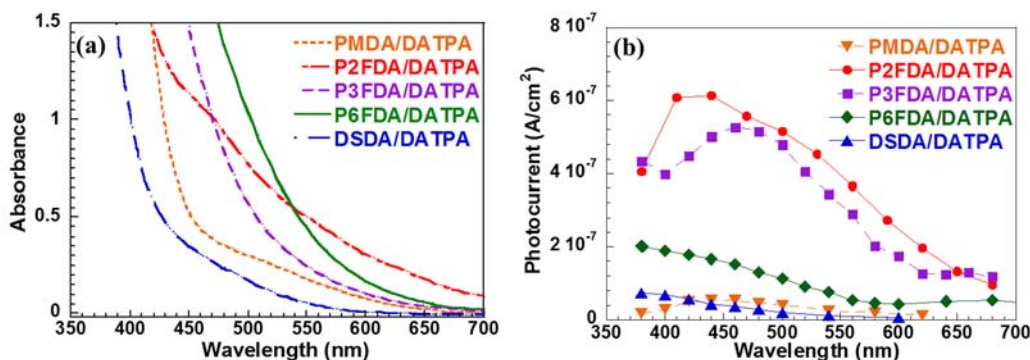 (a)
PMDA/DATPA
P2FDA/DATPA
P3FDA/DATPA
P6FDA/DATPA
DSDA/DATPA
Absorbance
1.5
1
0.5
0
350 400 450 500 550 600 650 700
Wavelength (nm)
(b)
PMDA/DATPA
P2FDA/DATPA
P3FDA/DATPA
P6FDA/DATPA
DSDA/DATPA
Photocurrent (A/cm²)
8 10⁻⁷
6 10⁻⁷
4 10⁻⁷
2 10⁻⁷
0
350 400 450 500 550 600 650 700
Wavelength (nm)